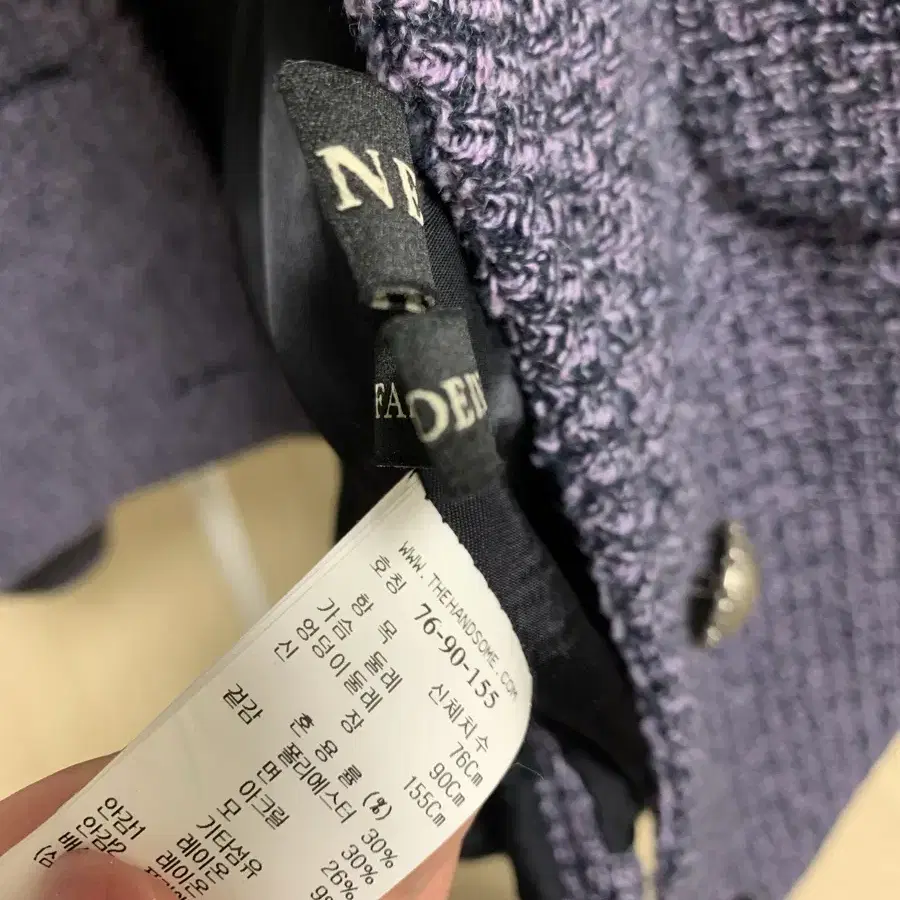 NE
FA
DEN
WWW.THEHANDSOME.COM
호칭 76-90-155
항 목 신체치수
가슴 둘레 76Cm
엉덩이둘레 90Cm
신 장 155Cm
혼 용 률 (%)
겉감 폴리에스터 30%
면 30%
아크릴 26%
모
기타섬유
안감1 레이온
안감2 레이온